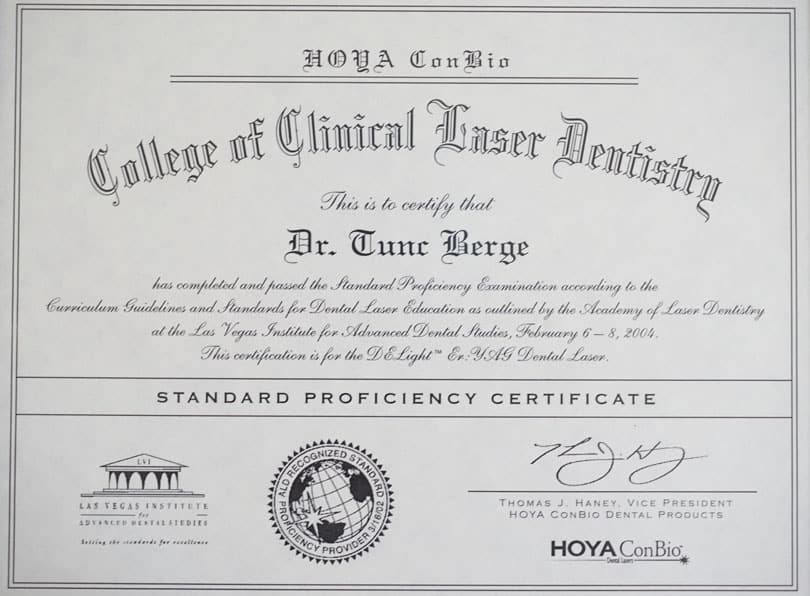 HOYA ConBio
College of Clinical Laser Dentistry
This is to certify that
Dr. Tunc Berge
has completed and passed the Standard Proficiency Examination according to the
Curriculum Guidelines and Standards for Dental Laser Education as outlined by the Academy of Laser Dentistry
at the Las Vegas Institute for Advanced Dental Studies, February 6 – 8, 2004.
This certification is for the DELight™ Er:YAG Dental Laser.
STANDARD PROFICIENCY CERTIFICATE
LVI
LAS VEGAS INSTITUTE
for
ADVANCED DENTAL STUDIES
Setting the standards for excellence
ALD RECOGNIZED STANDARD
PROFICIENCY PROVIDER 3/16/02
THOMAS J. HANEY, VICE PRESIDENT
HOYA CONBIO DENTAL PRODUCTS
HOYA ConBio
Dental Lasers